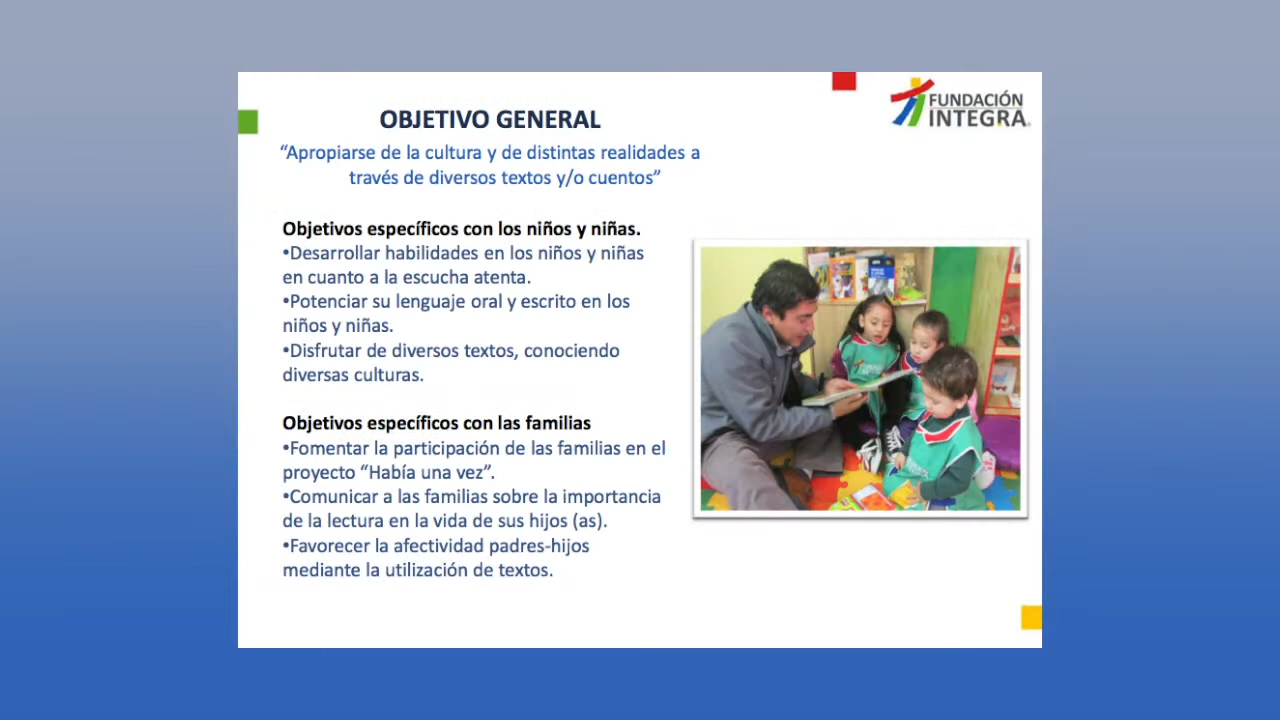 FUNDACIÓN
INTEGRA
OBJETIVO GENERAL
“Apropiarse de la cultura y de distintas realidades a
través de diversos textos y/o cuentos”
Objetivos específicos con los niños y niñas.
•Desarrollar habilidades en los niños y niñas
en cuanto a la escucha atenta.
•Potenciar su lenguaje oral y escrito en los
niños y niñas.
•Disfrutar de diversos textos, conociendo
diversas culturas.
Objetivos específicos con las familias
•Fomentar la participación de las familias en el
proyecto “Había una vez”.
•Comunicar a las familias sobre la importancia
de la lectura en la vida de sus hijos (as).
•Favorecer la afectividad padres-hijos
mediante la utilización de textos.